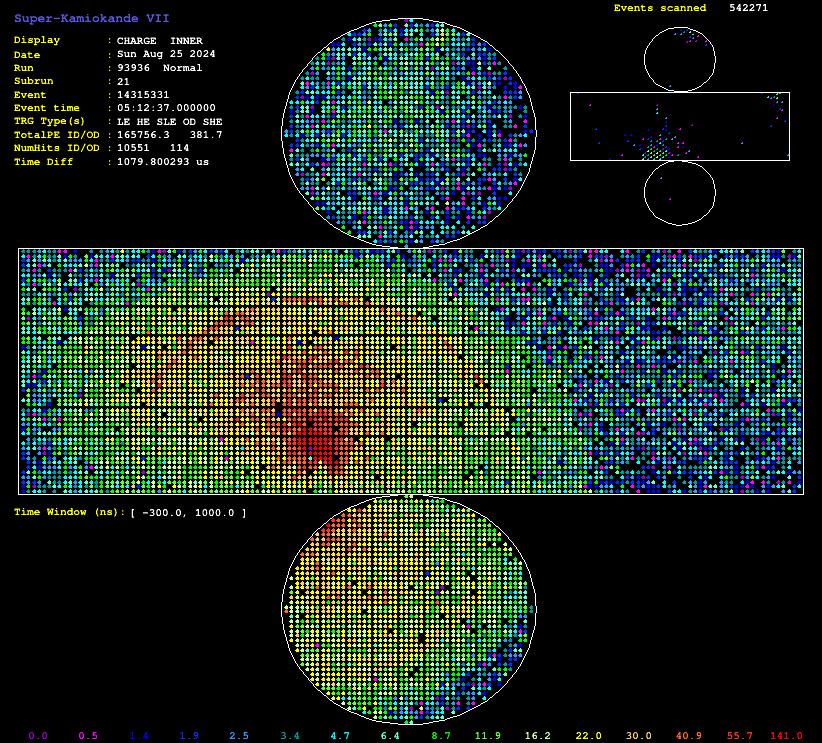 Super-Kamiokande VII
Events scanned 542271
Display : CHARGE INNER
Date : Sun Aug 25 2024
Run : 93936 Normal
Subrun : 21
Event : 14315331
Event time : 05:12:37.000000
TRG Type(s) : LE HE SLE OD SHE
TotalPE ID/OD : 165756.3 381.7
NumHits ID/OD : 10551 114
Time Diff : 1079.800293 us
Time Window (ns): [ -300.0, 1000.0 ]
0.0 0.5 1.4 1.9 2.5 3.4 4.7 6.4 8.7 11.9 16.2 22.0 30.0 40.9 55.7 141.0